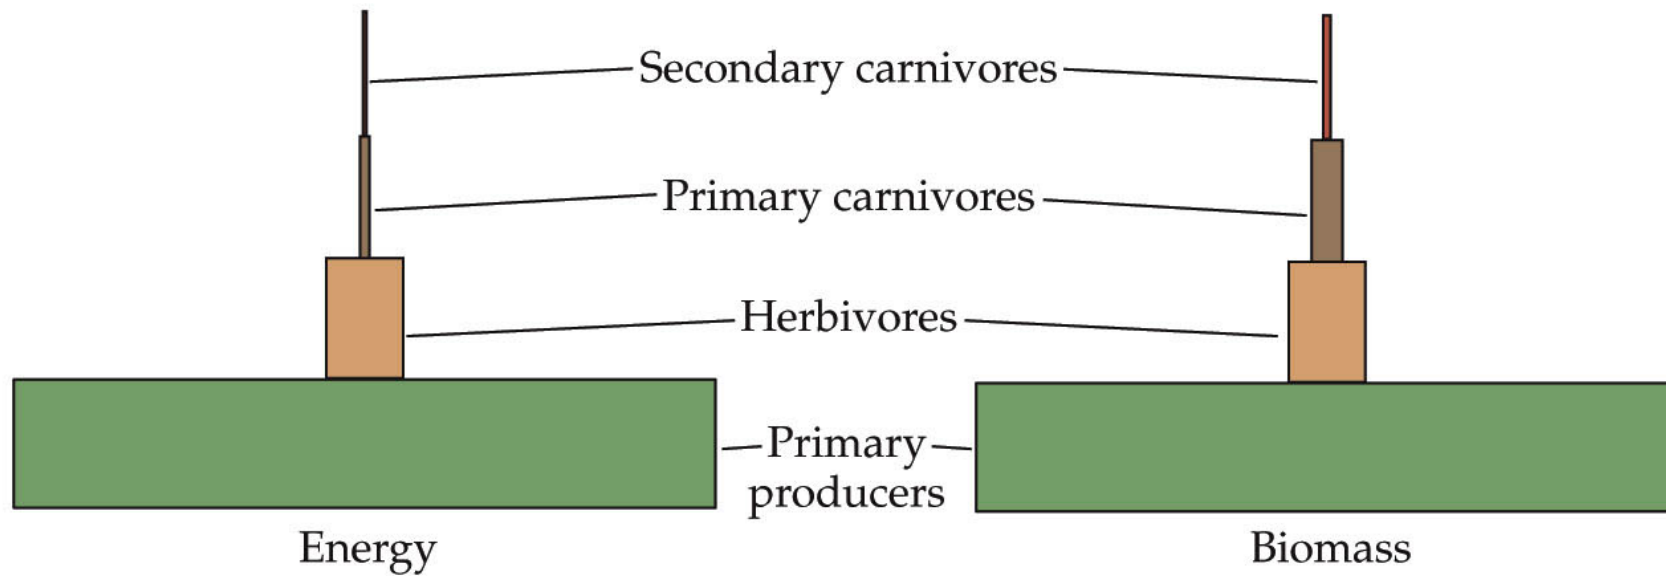 Secondary carnivores
Primary carnivores
Herbivores
Primary
producers
Energy
Biomass